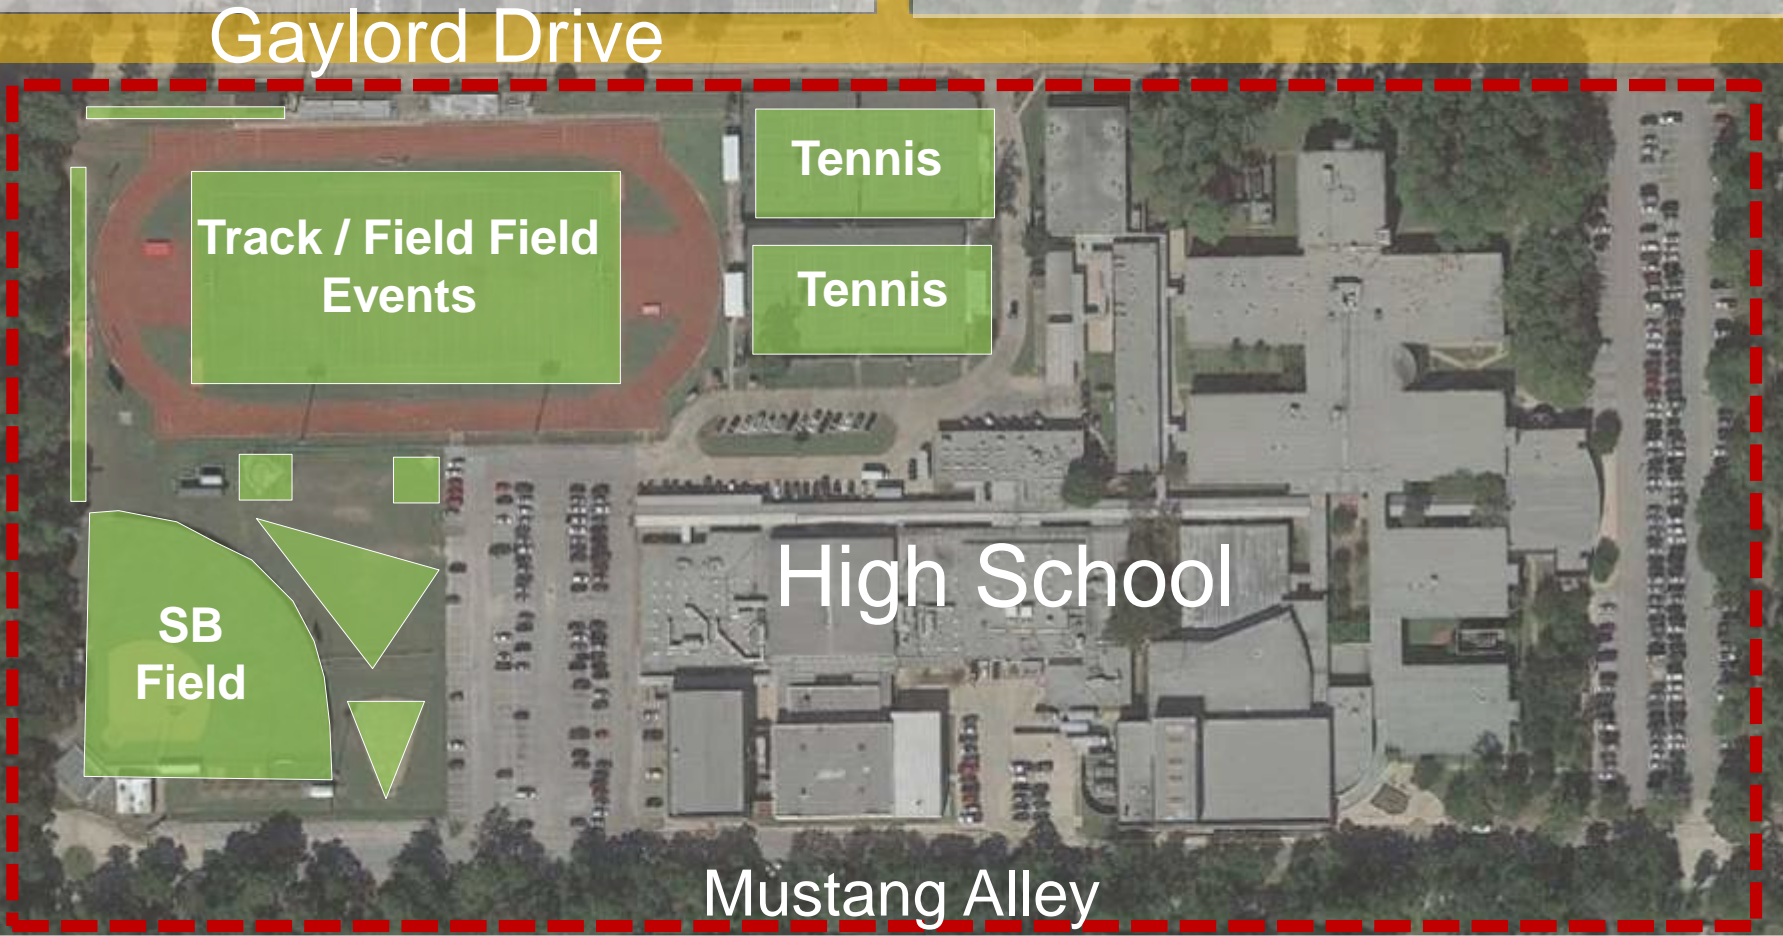 Gaylord Drive
Tennis
Track / Field Field
Events
Tennis
High School
SB
Field
Mustang Alley